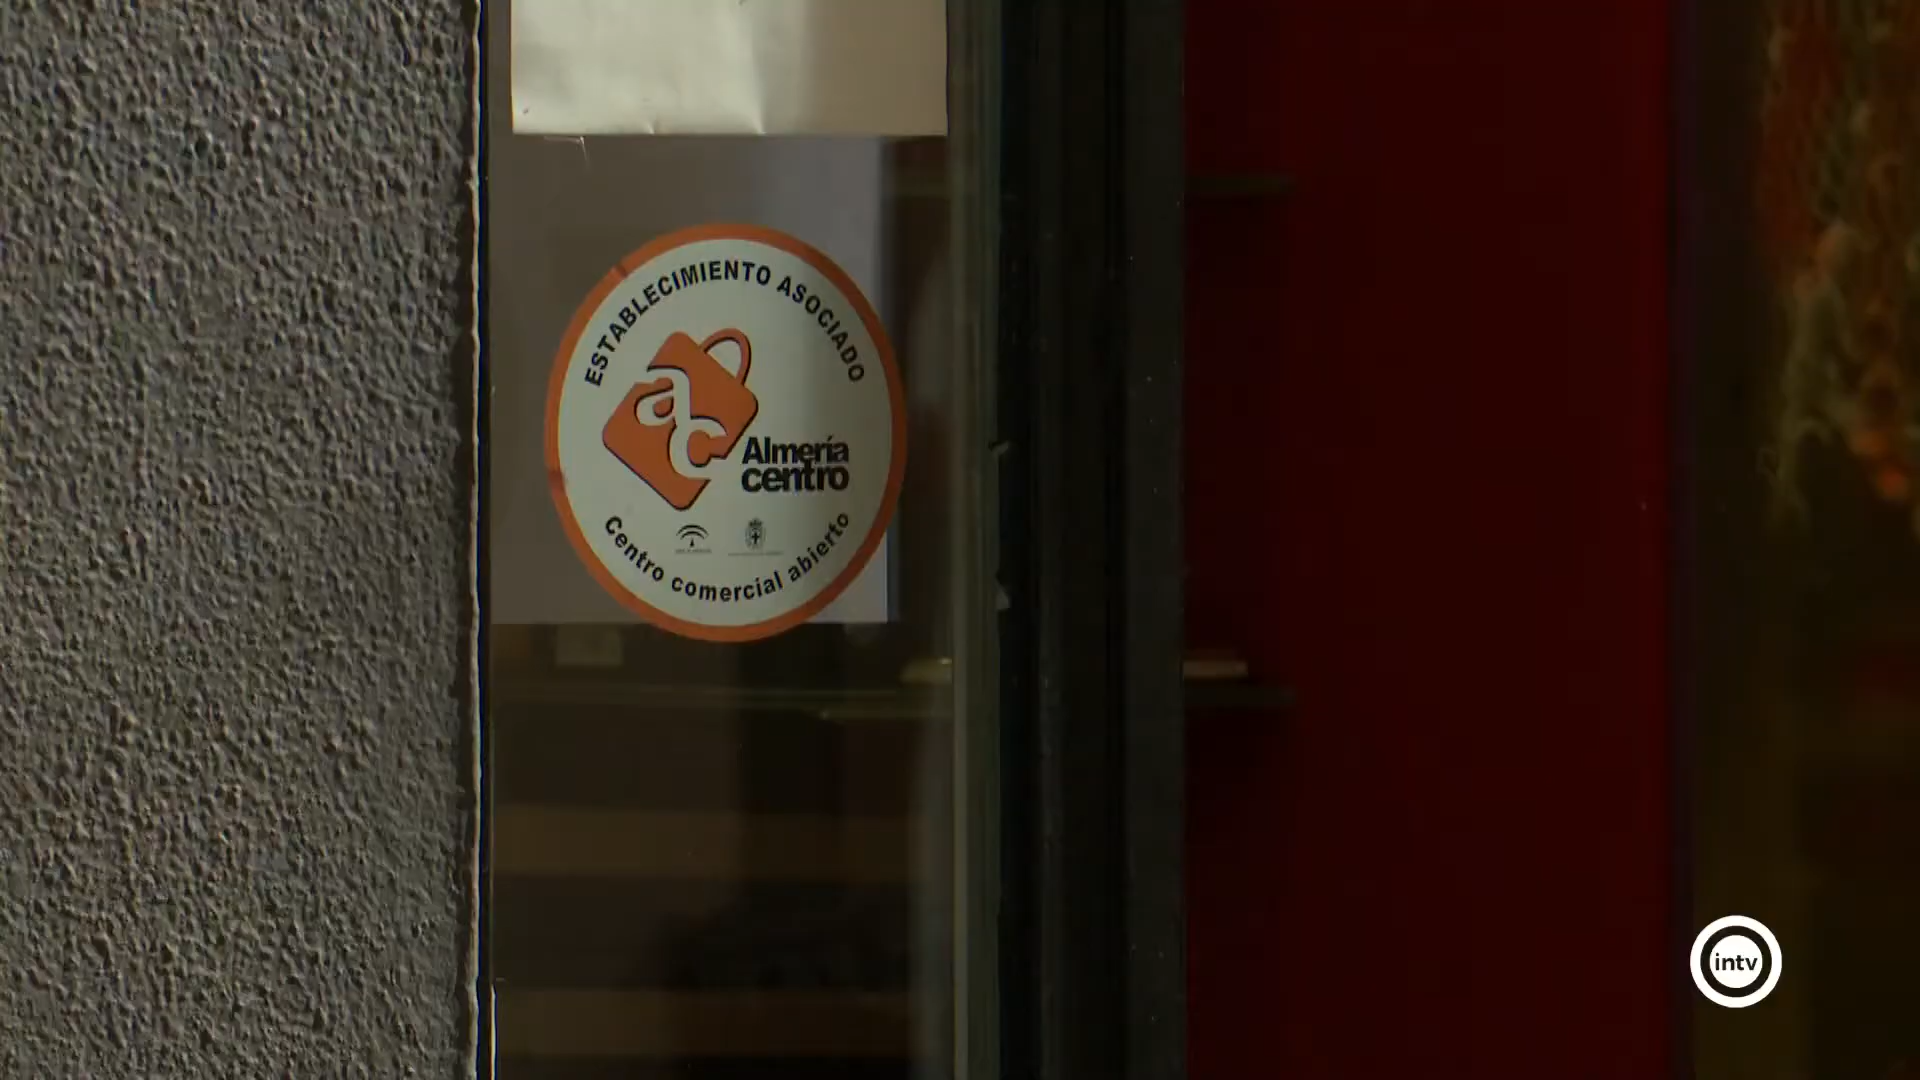 ESTABLECIMIENTO ASOCIADO
ac
Almería
centro
Centro comercial abierto
intv